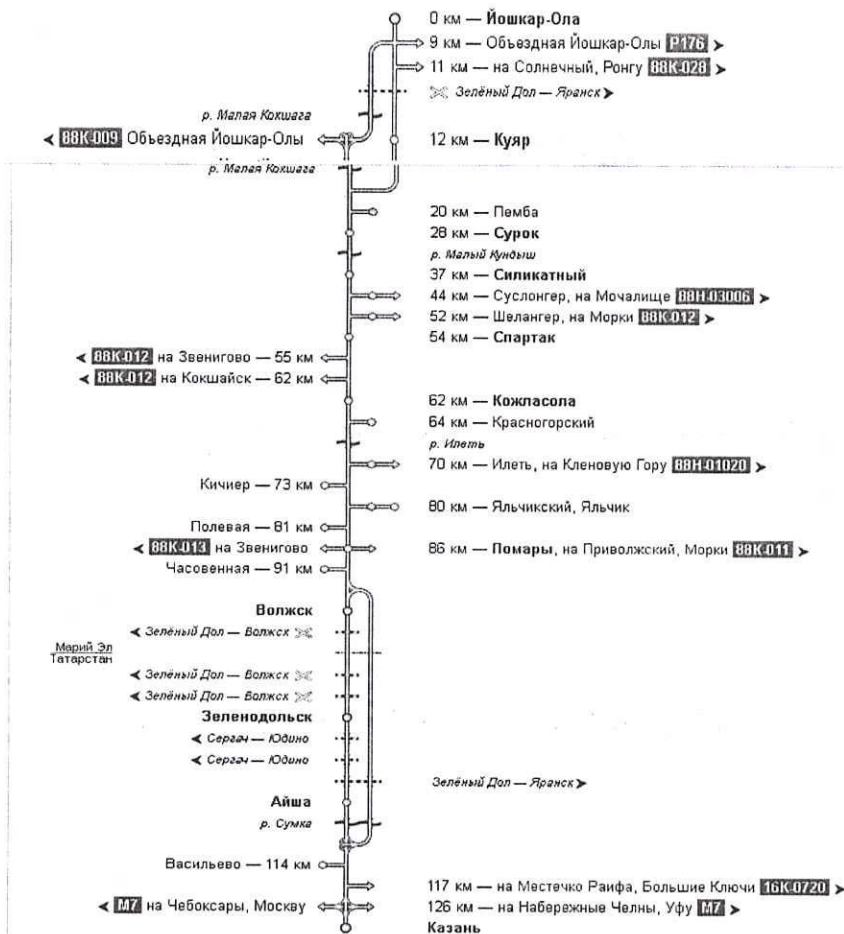 0 км — Йошкар-Ола
9 км — Объездная Йошкар-Олы Р176 >
11 км — на Солнечный, Ронгу 88К-028 >
Зелёный Дол — Яранск >
р. Малая Кокшага
< 88К-009 Объездная Йошкар-Олы
12 км — Куяр
р. Малая Кокшага
20 км — Пемба
28 км — Сурок
р. Малый Кундыш
37 км — Силикатный
44 км — Суслонгер, на Мочалище 88Н-03006 >
52 км — Шелангер, на Морки 88К-012 >
54 км — Спартак
< 88К-012 на Звенигово — 55 км
< 88К-012 на Кокшайск — 62 км
62 км — Кожласола
64 км — Красногорский
р. Илеть
70 км — Илеть, на Кленовую Гору 88Н-01020 >
Кичиер — 73 км
80 км — Яльчикский, Яльчик
Полевая — 81 км
< 88К-013 на Звенигово
86 км — Помары, на Приволжский, Морки 88К-011 >
Часовенная — 91 км
Волжск
< Зелёный Дол — Волжск
Марий Эл
Татарстан
< Зелёный Дол — Волжск
< Зелёный Дол — Волжск
Зеленодольск
< Сергач — Юдино
< Сергач — Юдино
Зелёный Дол — Яранск >
Айша
р. Сумка
Васильево — 114 км
117 км — на Местечко Раифа, Большие Ключи 16К-0720 >
< М7 на Чебоксары, Москву
126 км — на Набережные Челны, Уфу М7 >
Казань